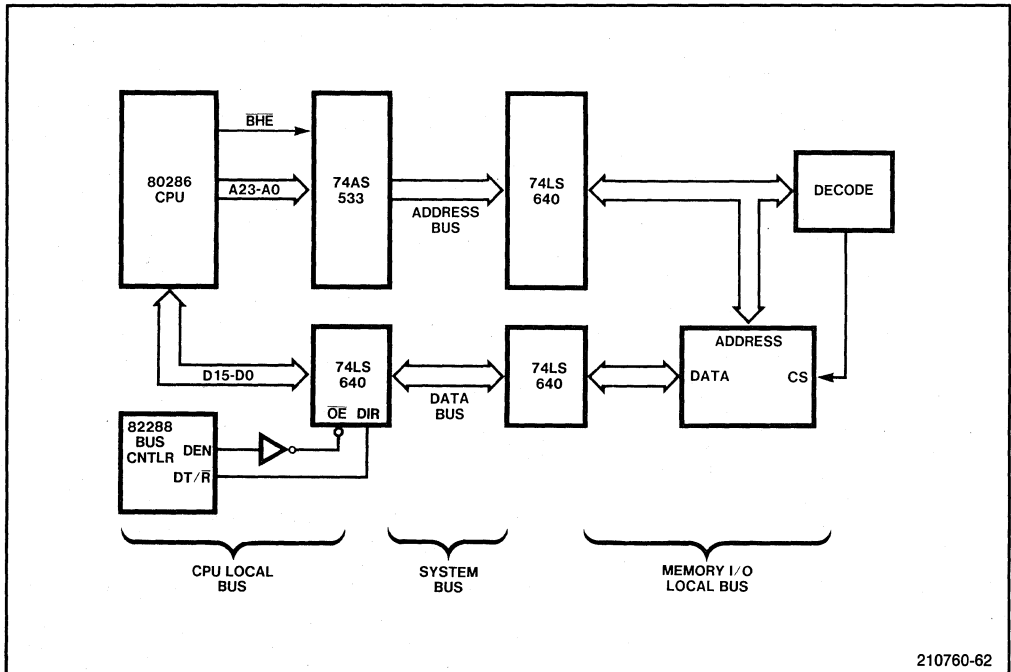 80286
CPU
B̅H̅E̅
A23-A0
74AS
533
ADDRESS
BUS
74LS
640
DECODE
D15-D0
74LS
640
O̅E̅ DIR
DATA
BUS
74LS
640
ADDRESS
DATA
CS
82288
BUS
CNTLR
DEN
DT/R̅
CPU LOCAL
BUS
SYSTEM
BUS
MEMORY I/O
LOCAL BUS
210760-62